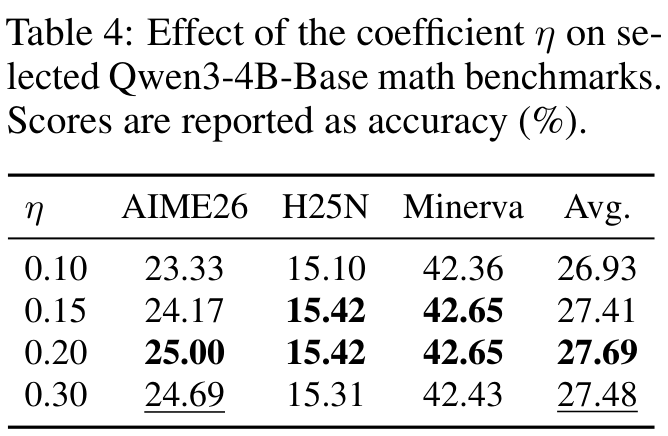 Table 4: Effect of the coefficient η on se-
lected Qwen3-4B-Base math benchmarks.
Scores are reported as accuracy (%).
η AIME26 H25N Minerva Avg.
0.10 23.33 15.10 42.36 26.93
0.15 24.17 15.42 42.65 27.41
0.20 25.00 15.42 42.65 27.69
0.30 24.69 15.31 42.43 27.48